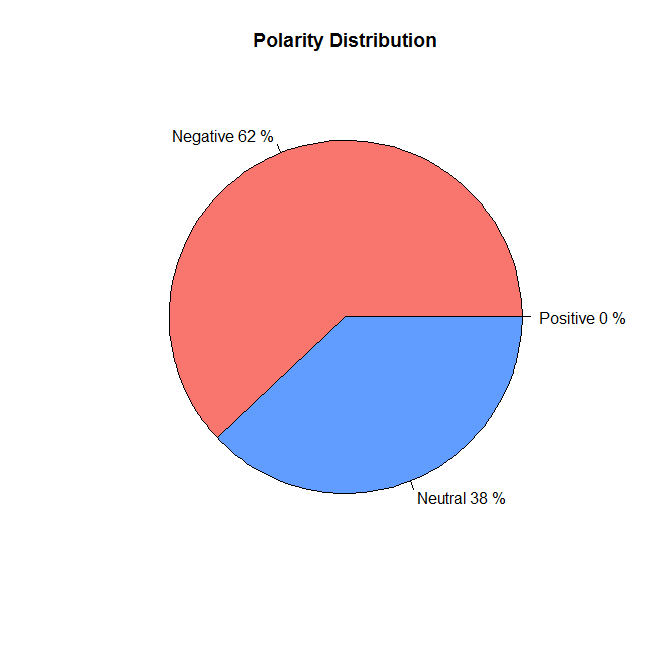 Polarity Distribution
Negative 62 %
Positive 0 %
Neutral 38 %